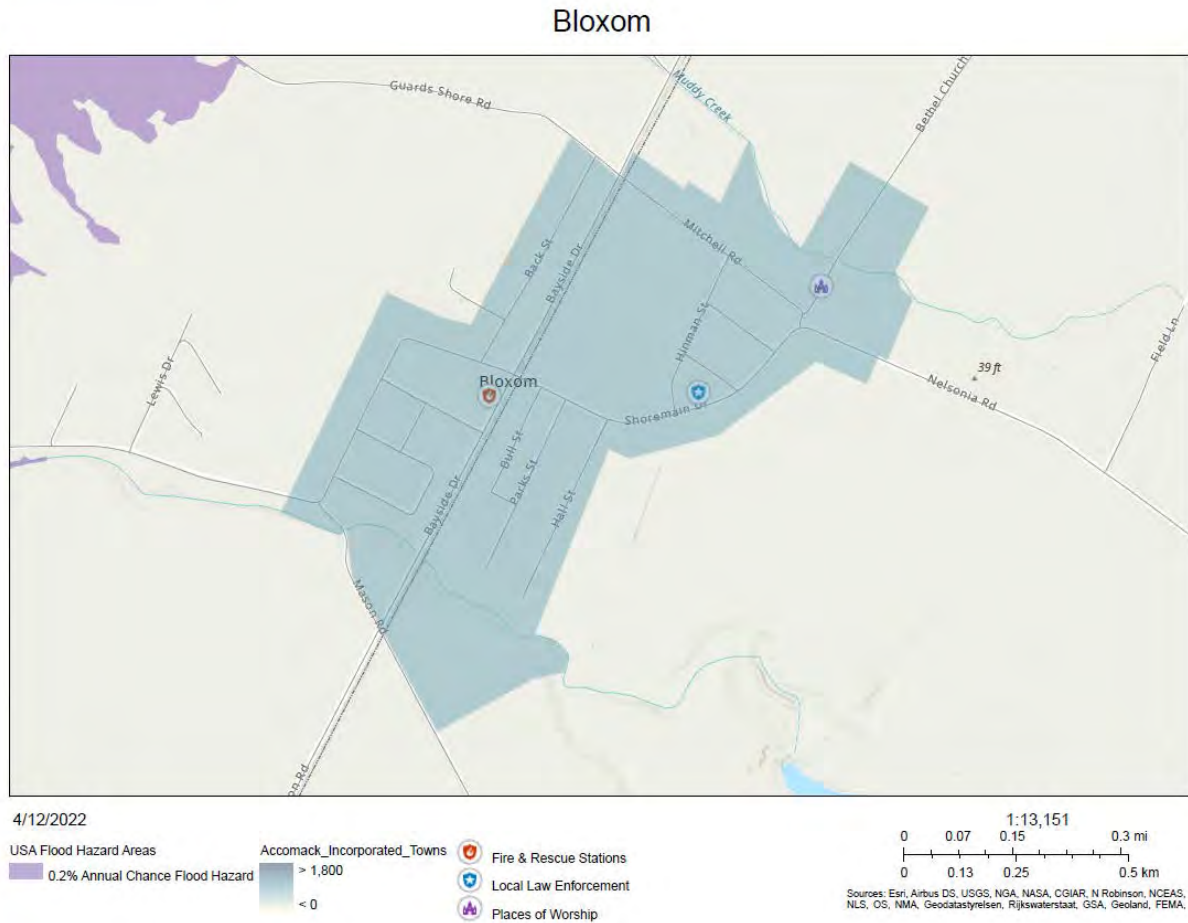 Bloxom
Guards Shore Rd
Muddy Creek
Bethel Church
Back St
Bayside Dr
Mitchell Rd
Hinman St
Lewis Dr
Bloxom
Shoremain Dr
39 ft
Nelsonia Rd
Field Ln
Bull St
Parks St
Hall St
Bayside Dr
Mason Rd
on Rd
4/12/2022
USA Flood Hazard Areas
0.2% Annual Chance Flood Hazard
Accomack_Incorporated_Towns
> 1,800
< 0
Fire & Rescue Stations
Local Law Enforcement
Places of Worship
1:13,151
0 0.07 0.15 0.3 mi
0 0.13 0.25 0.5 km
Sources: Esri, Airbus DS, USGS, NGA, NASA, CGIAR, N Robinson, NCEAS,
NLS, OS, NMA, Geodatastyrelsen, Rijkswaterstaat, GSA, Geoland, FEMA,